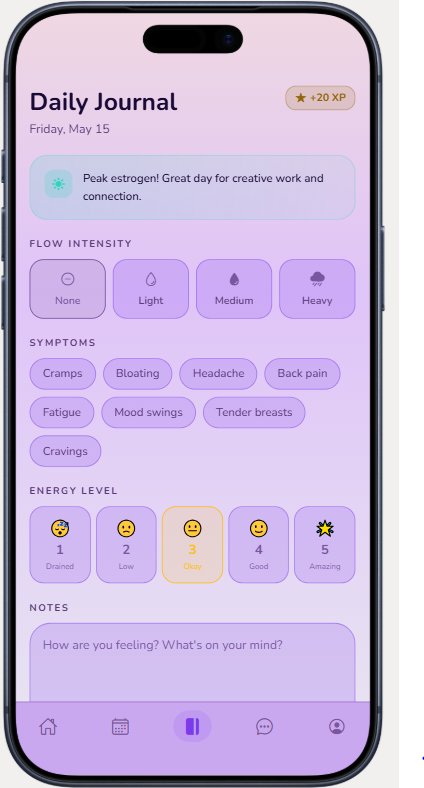 Daily Journal
+20 XP
Friday, May 15
Peak estrogen! Great day for creative work and
connection.
FLOW INTENSITY
None Light Medium Heavy
SYMPTOMS
Cramps Bloating Headache Back pain
Fatigue Mood swings Tender breasts
Cravings
ENERGY LEVEL
1 2 3 4 5
Drained Low Okay Good Amazing
NOTES
How are you feeling? What's on your mind?